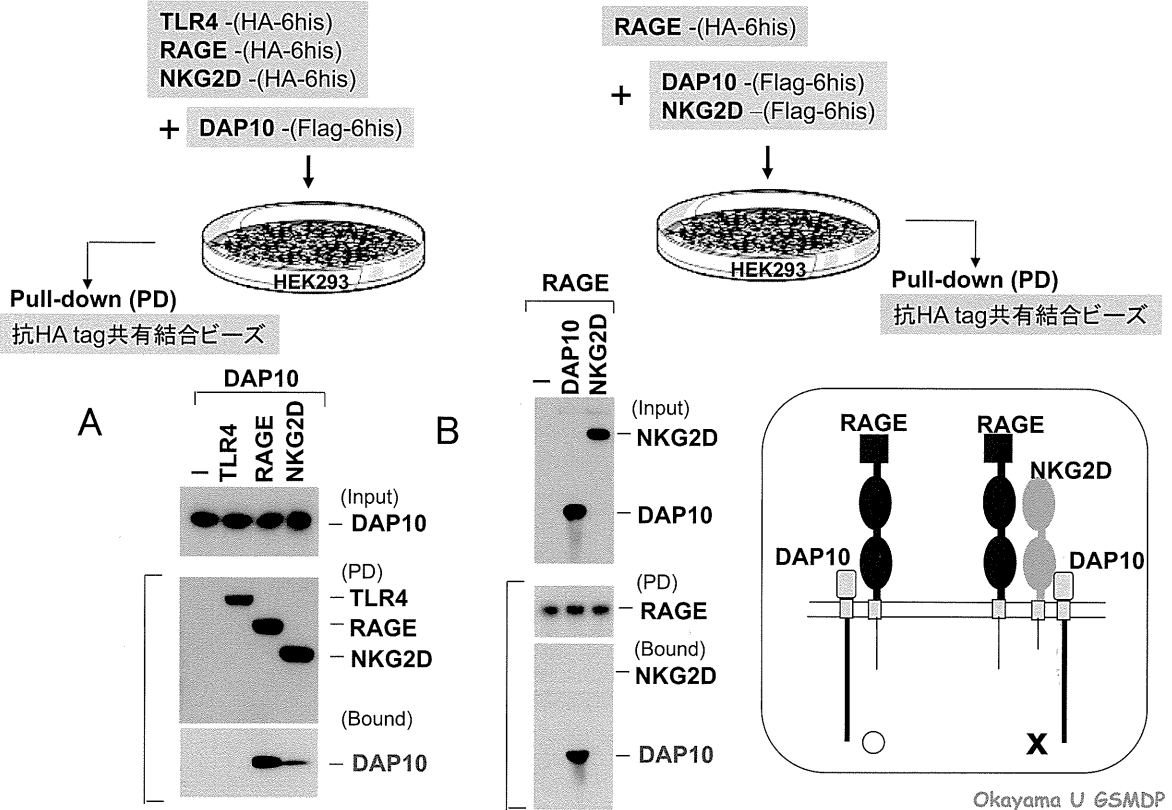 TLR4 -(HA-6his)
RAGE -(HA-6his)
NKG2D -(HA-6his)
+ DAP10 -(Flag-6his)
HEK293
Pull-down (PD)
抗HA tag共有結合ビーズ
RAGE -(HA-6his)
+ DAP10 -(Flag-6his)
NKG2D –(Flag-6his)
HEK293
Pull-down (PD)
抗HA tag共有結合ビーズ
A
DAP10
–
TLR4
RAGE
NKG2D
(Input)
DAP10
(PD)
TLR4
RAGE
NKG2D
(Bound)
DAP10
B
RAGE
–
DAP10
NKG2D
(Input)
NKG2D
DAP10
(PD)
RAGE
(Bound)
NKG2D
DAP10
RAGE
RAGE
NKG2D
DAP10
DAP10
X
Okayama U GSMDP